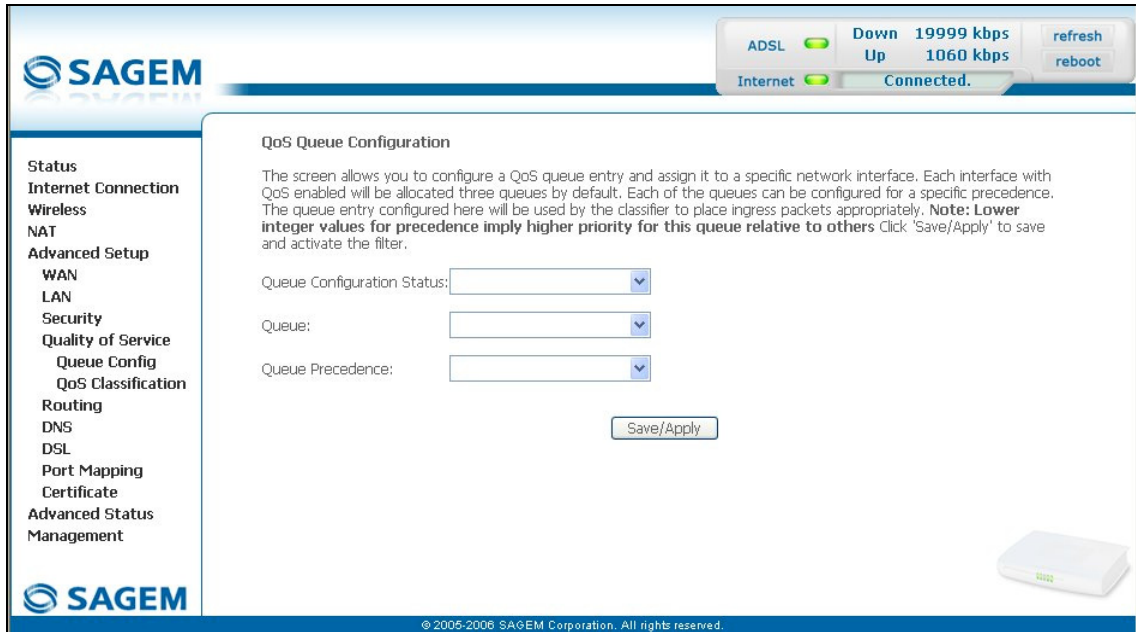 SAGEM
ADSL
Down 19999 kbps
Up 1060 kbps
Internet
Connected.
refresh
reboot
Status
Internet Connection
Wireless
NAT
Advanced Setup
WAN
LAN
Security
Quality of Service
Queue Config
QoS Classification
Routing
DNS
DSL
Port Mapping
Certificate
Advanced Status
Management
SAGEM
QoS Queue Configuration
The screen allows you to configure a QoS queue entry and assign it to a specific network interface. Each interface with
QoS enabled will be allocated three queues by default. Each of the queues can be configured for a specific precedence.
The queue entry configured here will be used by the classifier to place ingress packets appropriately. Note: Lower
integer values for precedence imply higher priority for this queue relative to others Click 'Save/Apply' to save
and activate the filter.
Queue Configuration Status:
Queue:
Queue Precedence:
Save/Apply
© 2005-2006 SAGEM Corporation. All rights reserved.